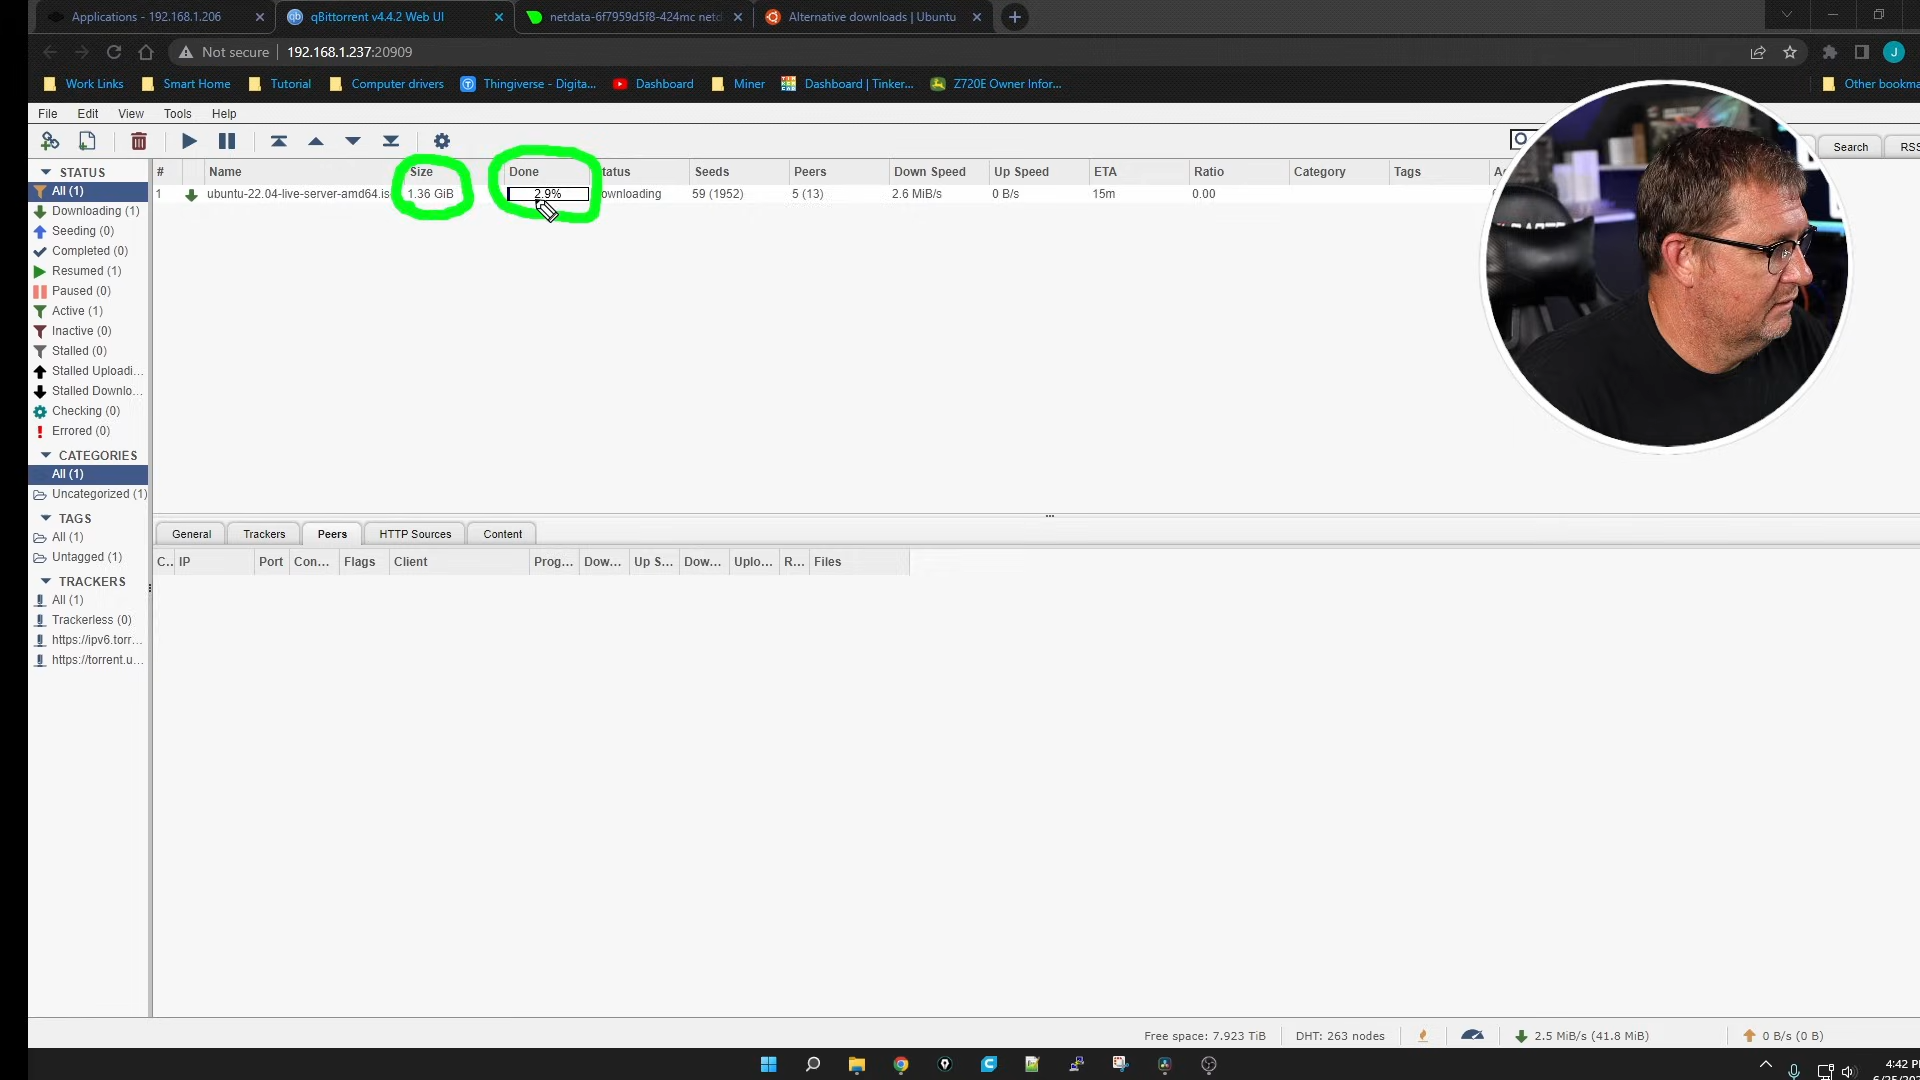 Applications - 192.168.1.206
qBittorrent v4.4.2 Web UI
netdata-6f7959d5f8-424mc netd
Alternative downloads | Ubuntu
Not secure 192.168.1.237:20909
J
Work Links Smart Home Tutorial Computer drivers Thingiverse - Digita... Dashboard Miner Dashboard | Tinker... Z720E Owner Infor... Other bookma
File Edit View Tools Help
Search RSS
STATUS
All (1)
Downloading (1)
Seeding (0)
Completed (0)
Resumed (1)
Paused (0)
Active (1)
Inactive (0)
Stalled (0)
Stalled Uploadi...
Stalled Downlo...
Checking (0)
Errored (0)
CATEGORIES
All (1)
Uncategorized (1)
TAGS
All (1)
Untagged (1)
TRACKERS
All (1)
Trackerless (0)
https://ipv6.torr...
https://torrent.u...
# Name Size Done tatus Seeds Peers Down Speed Up Speed ETA Ratio Category Tags
1 ubuntu-22.04-live-server-amd64.is 1.36 GiB 2.9% ownloading 59 (1952) 5 (13) 2.6 MiB/s 0 B/s 15m 0.00
General Trackers Peers HTTP Sources Content
C... IP Port Con... Flags Client Prog... Dow... Up S... Dow... Uplo... R... Files
Free space: 7.923 TiB DHT: 263 nodes 2.5 MiB/s (41.8 MiB) 0 B/s (0 B)
4:42 P